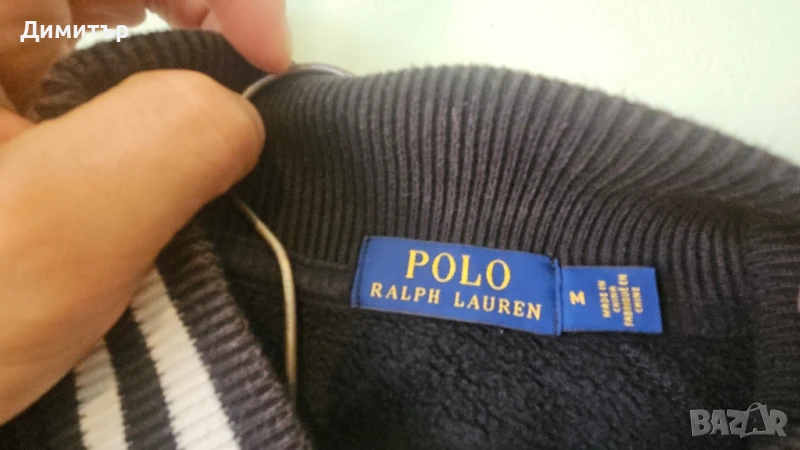 Димитър
POLO
RALPH LAUREN
M
MADE IN
CHINA
FABRIQUÉ EN
CHINE
BAZAR